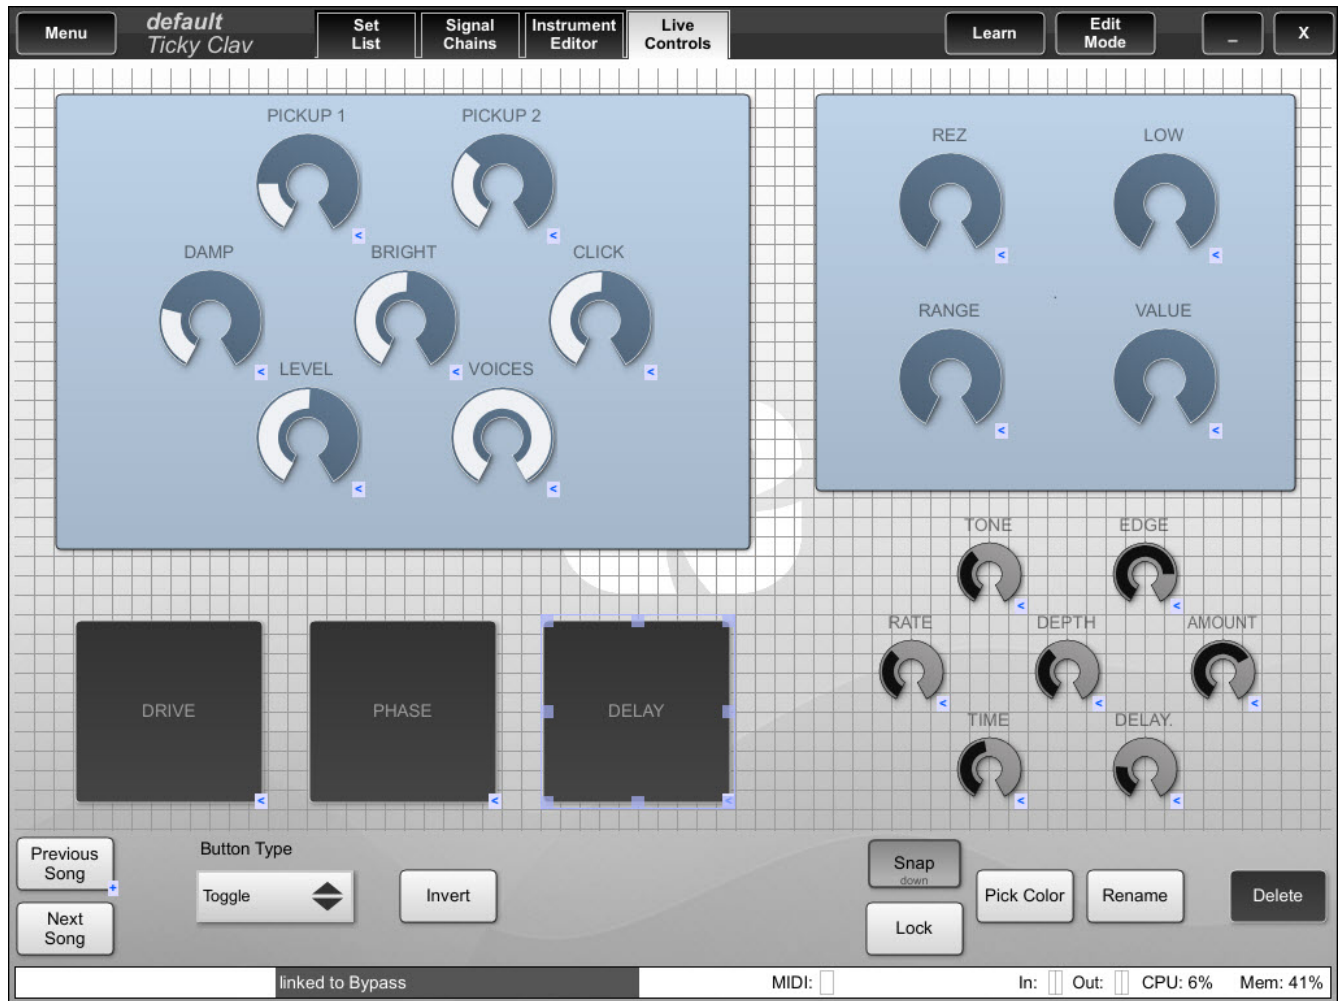 Menu
default
Ticky Clav
Set
List
Signal
Chains
Instrument
Editor
Live
Controls
Learn
Edit
Mode
_
X
PICKUP 1
PICKUP 2
<
<
DAMP
BRIGHT
CLICK
<
<
<
LEVEL
VOICES
<
<
REZ
LOW
<
<
RANGE
VALUE
<
<
TONE
EDGE
<
<
RATE
DEPTH
AMOUNT
<
<
<
TIME
DELAY.
<
<
DRIVE
<
PHASE
<
DELAY
<
Previous
Song
+
Next
Song
Button Type
Toggle
Invert
Snap
down
Lock
Pick Color
Rename
Delete
linked to Bypass
MIDI:
In:
Out:
CPU: 6%
Mem: 41%